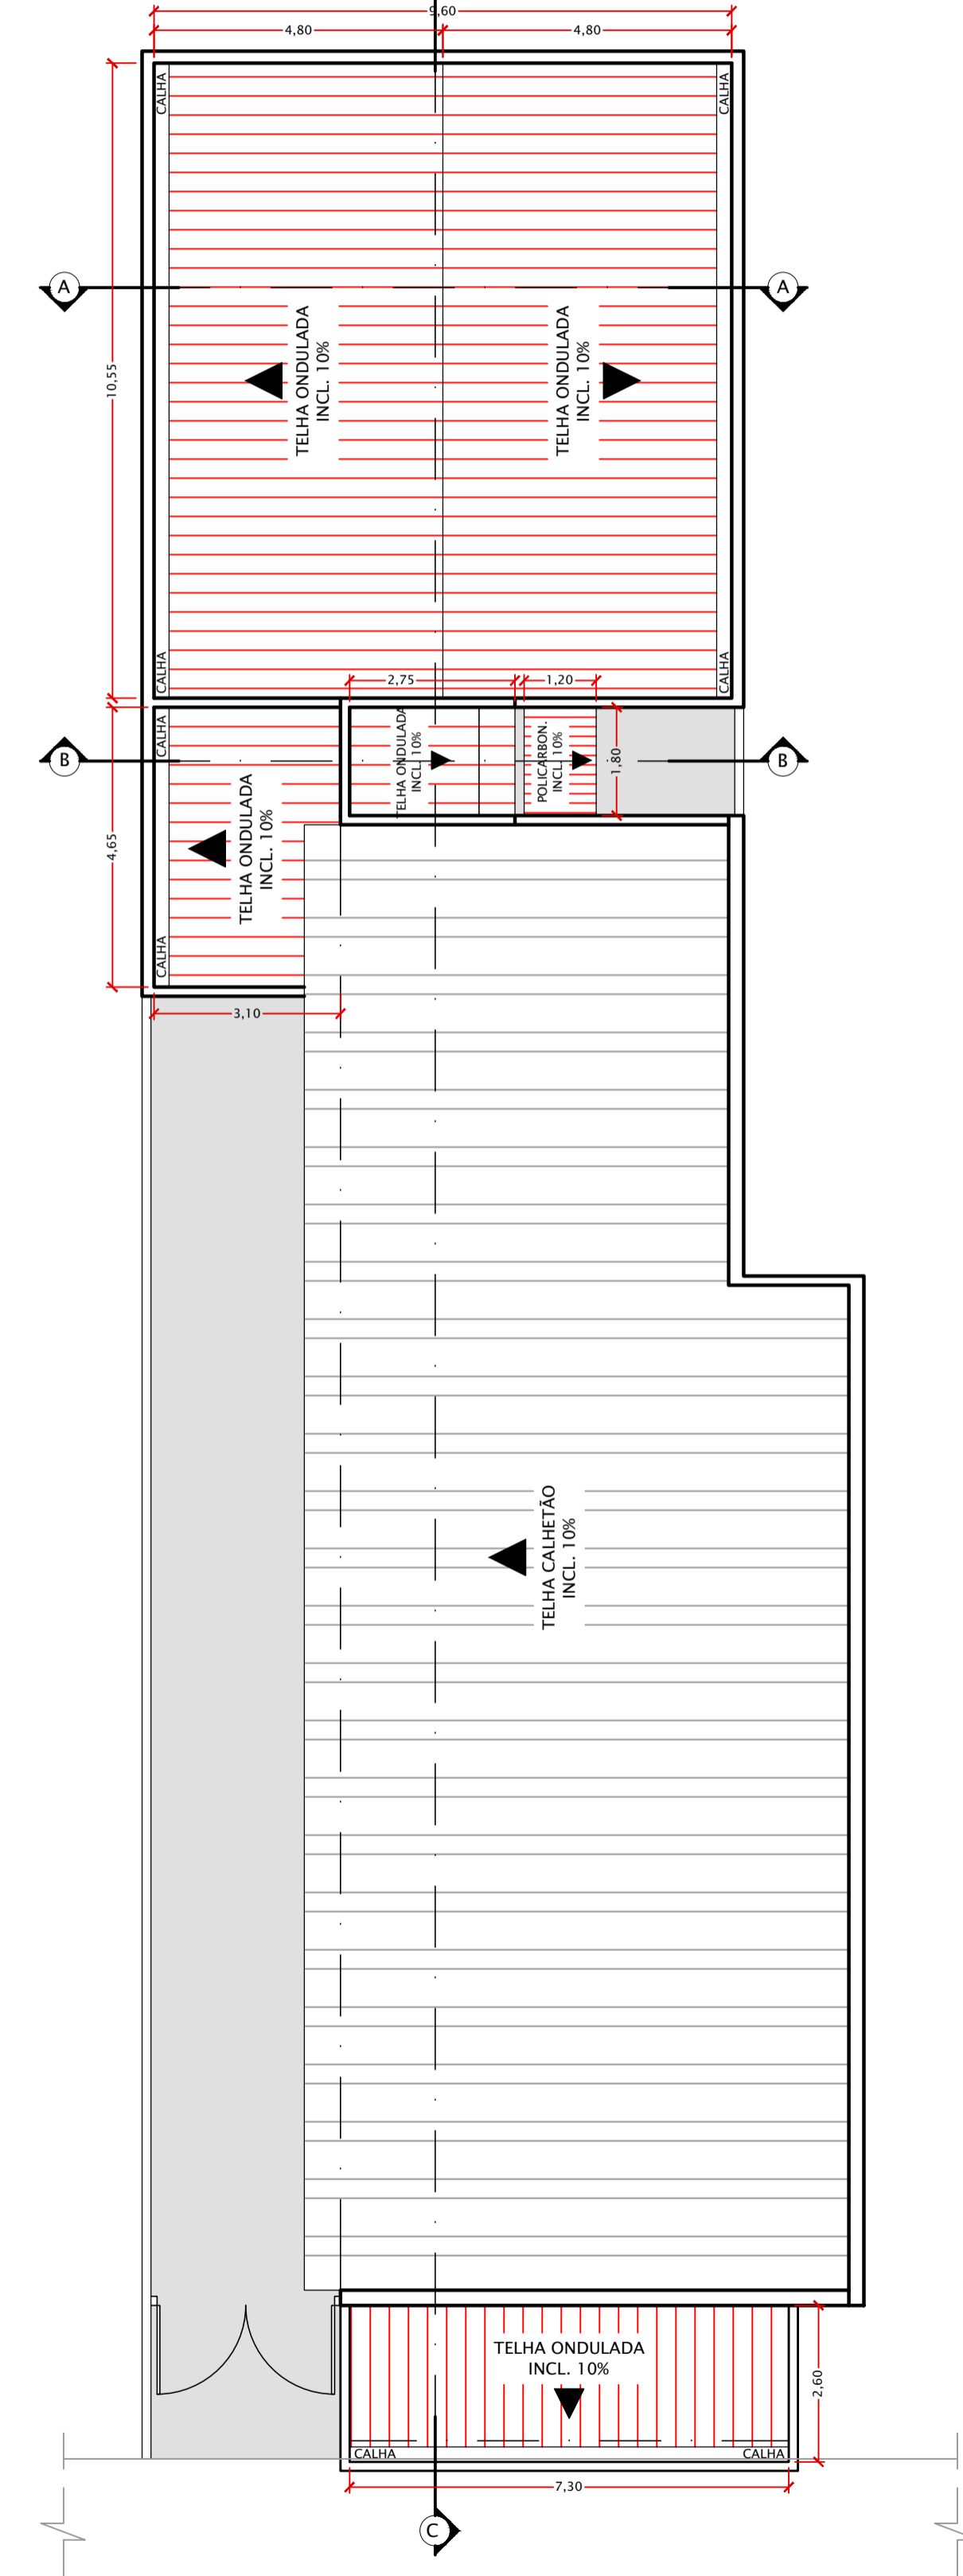 9,60
4,80
4,80
CALHA
CALHA
A
A
10,55
TELHA ONDULADA
INCL. 10%
TELHA ONDULADA
INCL. 10%
CALHA
CALHA
2,75
1,20
CALHA
TELHA ONDULADA
INCL. 10%
POLICARBON.
INCL. 10%
1,80
B
B
4,65
TELHA ONDULADA
INCL. 10%
CALHA
3,10
TELHA CALHETÃO
INCL. 10%
TELHA ONDULADA
INCL. 10%
2,60
CALHA
CALHA
7,30
C